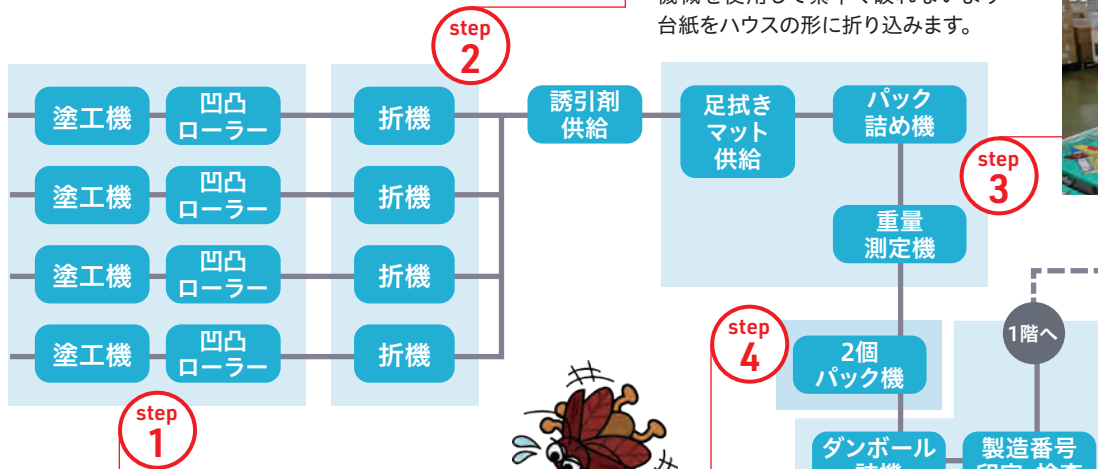 台紙をハウスの形に折り込みます。
step
2
塗工機
凹凸
ローラー
折機
誘引剤
供給
足拭き
マット
供給
パック
詰め機
step
3
塗工機
凹凸
ローラー
折機
重量
測定機
塗工機
凹凸
ローラー
折機
塗工機
凹凸
ローラー
折機
step
4
2個
パック機
1階へ
step
1
ダンボール
製造番号